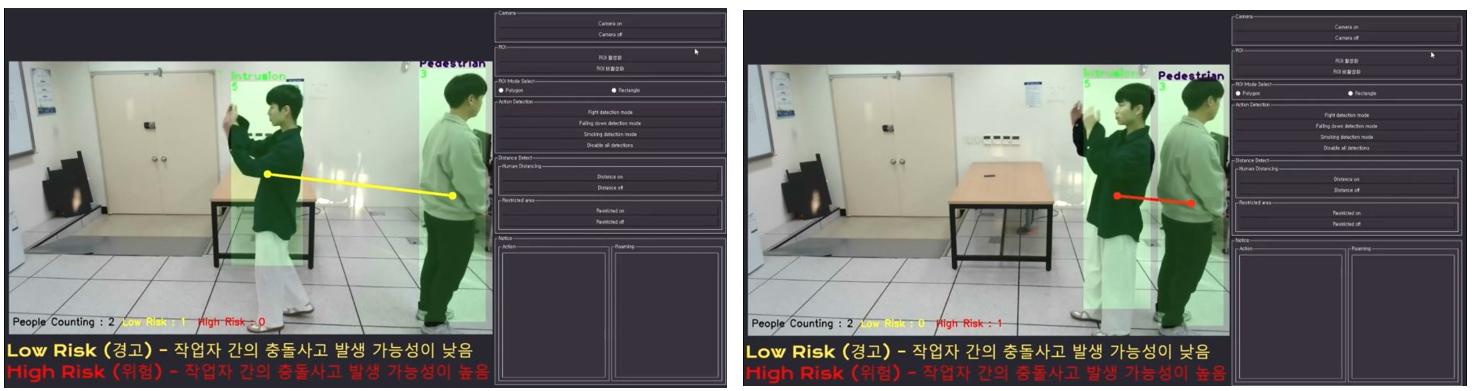 Camera
Camera on
Camera off
ROI
ROI 활성화
ROI 비활성화
ROI Mode Select
Polygon
Rectangle
Action Detection
Fight detection mode
Falling down detection mode
Smoking detection mode
Disable all detections
Distance Detect
Human Distancing
Distance on
Distance off
Restricted area
Restricted on
Restricted off
Notice
Action
Roaming
Intrusion
5
Pedestrian
3
People Counting : 2 Low Risk : 1 High Risk : 0
Low Risk (경고) - 작업자 간의 충돌사고 발생 가능성이 낮음
High Risk (위험) - 작업자 간의 충돌사고 발생 가능성이 높음
Camera
Camera on
Camera off
ROI
ROI 활성화
ROI 비활성화
ROI Mode Select
Polygon
Rectangle
Action Detection
Fight detection mode
Falling down detection mode
Smoking detection mode
Disable all detections
Distance Detect
Human Distancing
Distance on
Distance off
Restricted area
Restricted on
Restricted off
Notice
Action
Roaming
Intrusion
5
Pedestrian
3
People Counting : 2 Low Risk : 0 High Risk : 1
Low Risk (경고) - 작업자 간의 충돌사고 발생 가능성이 낮음
High Risk (위험) - 작업자 간의 충돌사고 발생 가능성이 높음